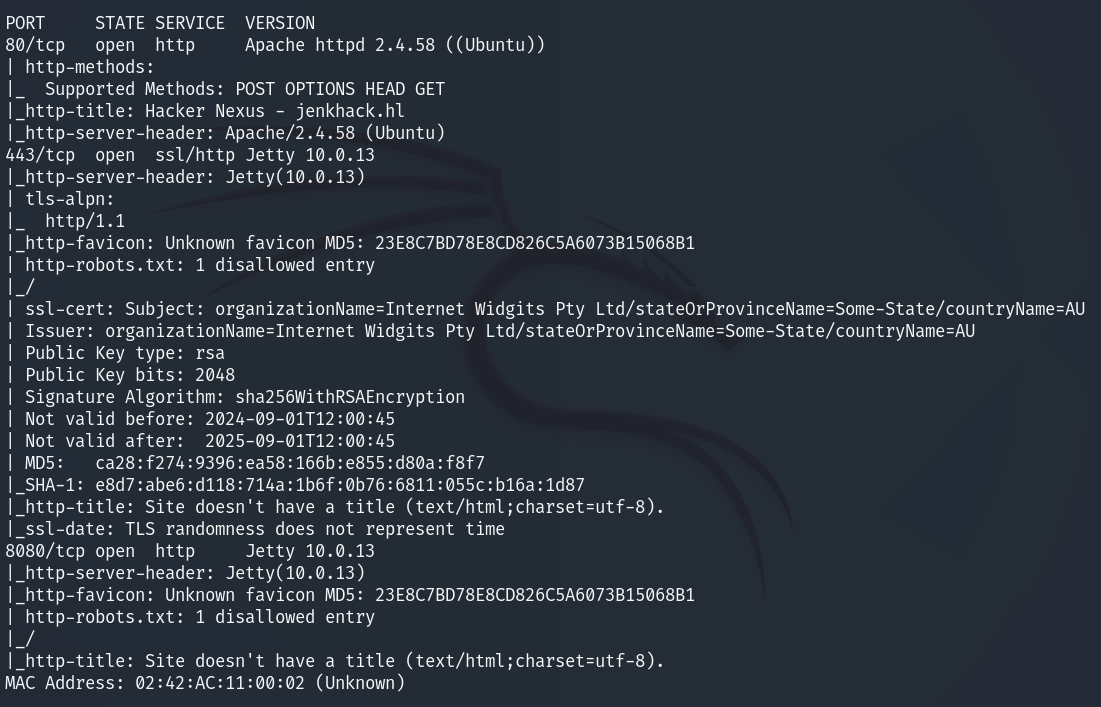 PORT     STATE SERVICE  VERSION
80/tcp   open  http     Apache httpd 2.4.58 ((Ubuntu))
| http-methods:
|_  Supported Methods: POST OPTIONS HEAD GET
|_http-title: Hacker Nexus - jenkhack.hl
|_http-server-header: Apache/2.4.58 (Ubuntu)
443/tcp  open  ssl/http Jetty 10.0.13
|_http-server-header: Jetty(10.0.13)
| tls-alpn:
|_  http/1.1
|_http-favicon: Unknown favicon MD5: 23E8C7BD78E8CD826C5A6073B15068B1
| http-robots.txt: 1 disallowed entry
|_/
| ssl-cert: Subject: organizationName=Internet Widgits Pty Ltd/stateOrProvinceName=Some-State/countryName=AU
| Issuer: organizationName=Internet Widgits Pty Ltd/stateOrProvinceName=Some-State/countryName=AU
| Public Key type: rsa
| Public Key bits: 2048
| Signature Algorithm: sha256WithRSAEncryption
| Not valid before: 2024-09-01T12:00:45
| Not valid after:  2025-09-01T12:00:45
| MD5:   ca28:f274:9396:ea58:166b:e855:d80a:f8f7
|_SHA-1: e8d7:abe6:d118:714a:1b6f:0b76:6811:055c:b16a:1d87
|_http-title: Site doesn't have a title (text/html;charset=utf-8).
|_ssl-date: TLS randomness does not represent time
8080/tcp open  http     Jetty 10.0.13
|_http-server-header: Jetty(10.0.13)
|_http-favicon: Unknown favicon MD5: 23E8C7BD78E8CD826C5A6073B15068B1
| http-robots.txt: 1 disallowed entry
|_/
|_http-title: Site doesn't have a title (text/html;charset=utf-8).
MAC Address: 02:42:AC:11:00:02 (Unknown)